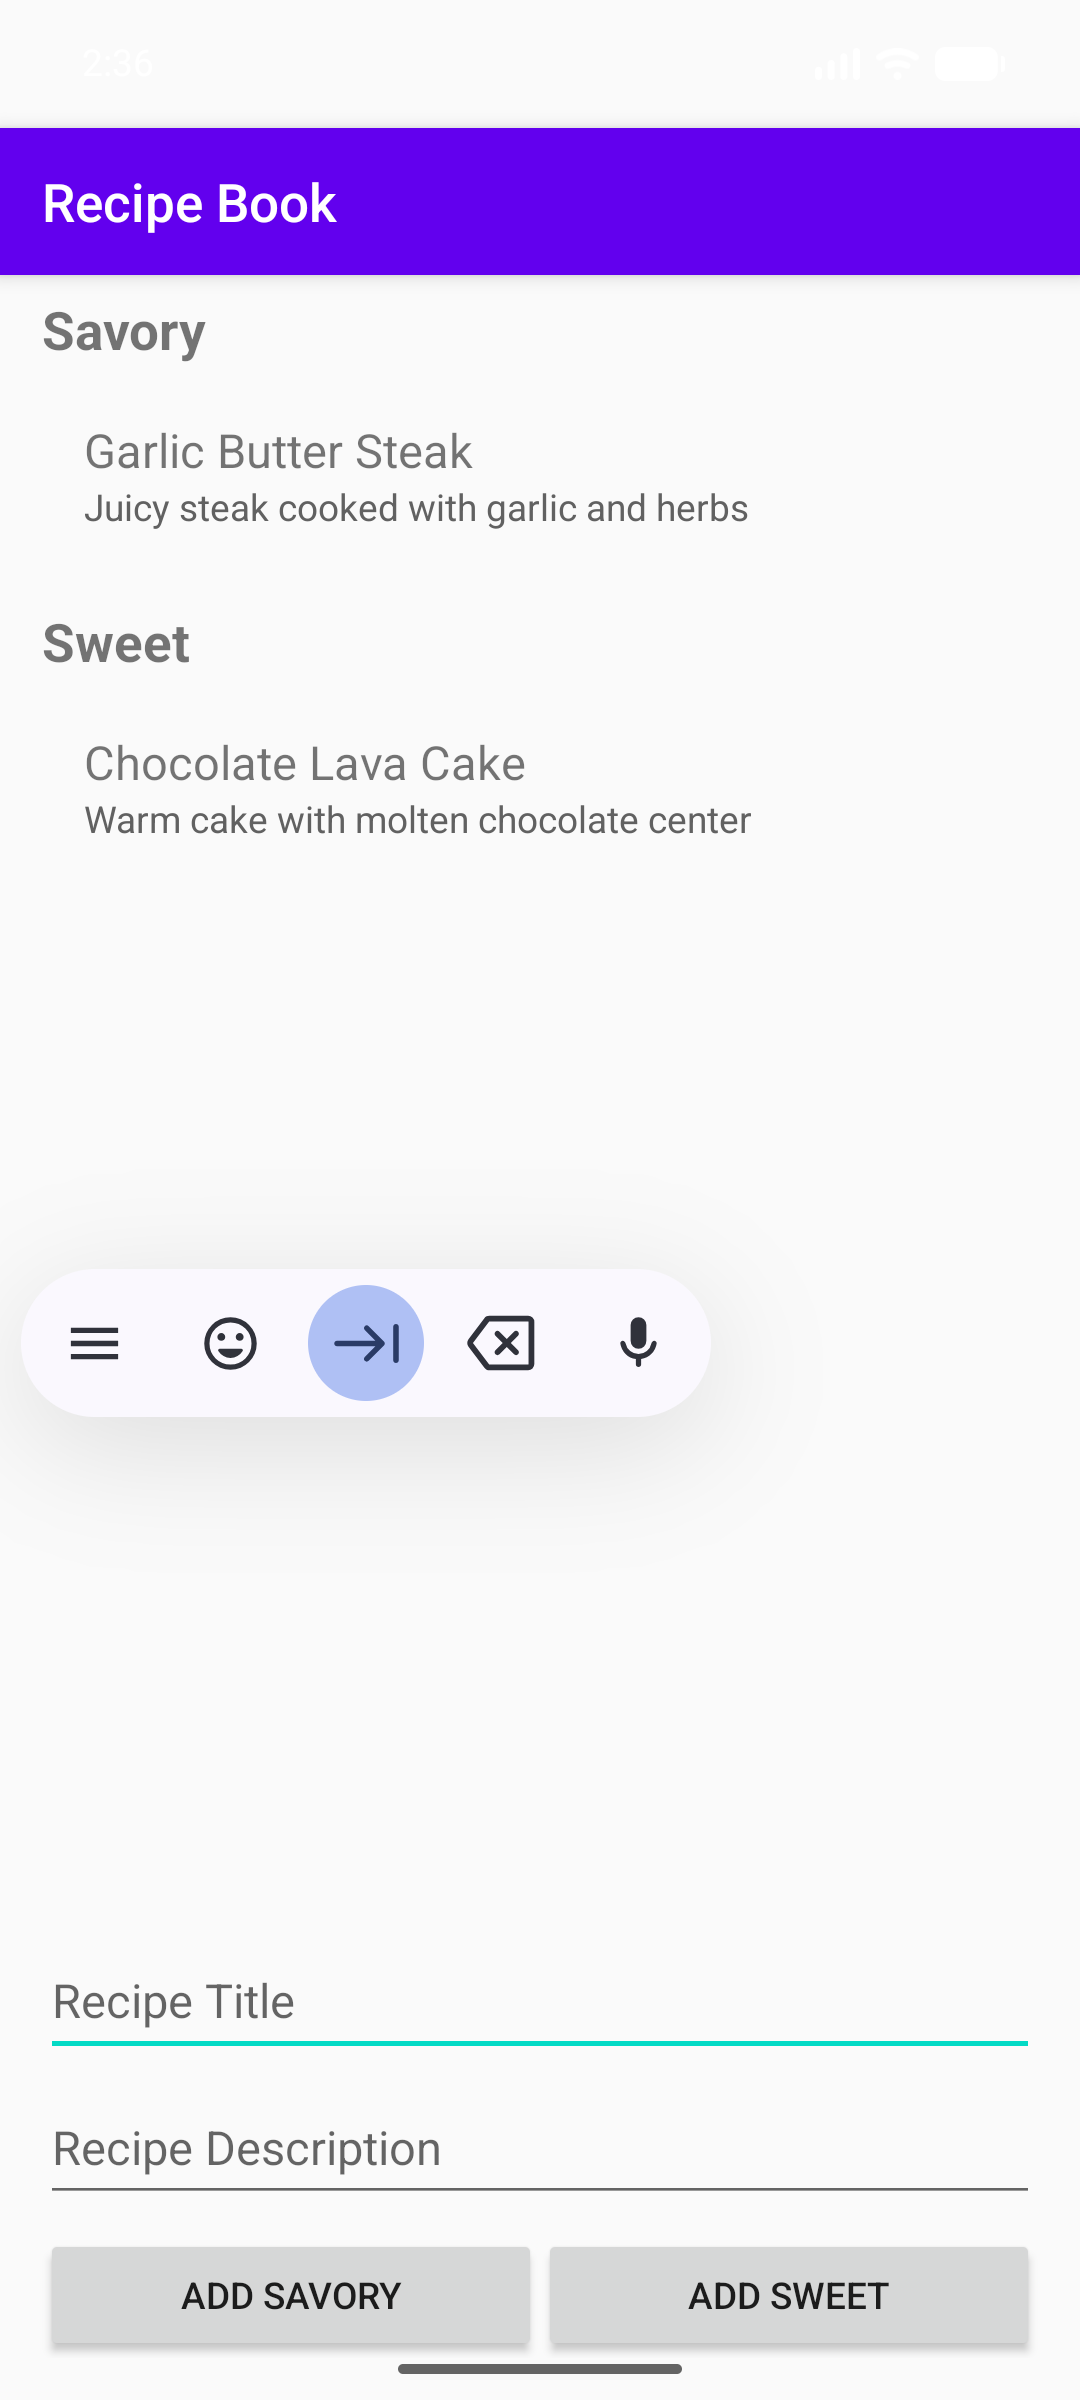 2:36
Recipe Book
Savory
Garlic Butter Steak
Juicy steak cooked with garlic and herbs
Sweet
Chocolate Lava Cake
Warm cake with molten chocolate center
Recipe Title
Recipe Description
ADD SAVORY
ADD SWEET